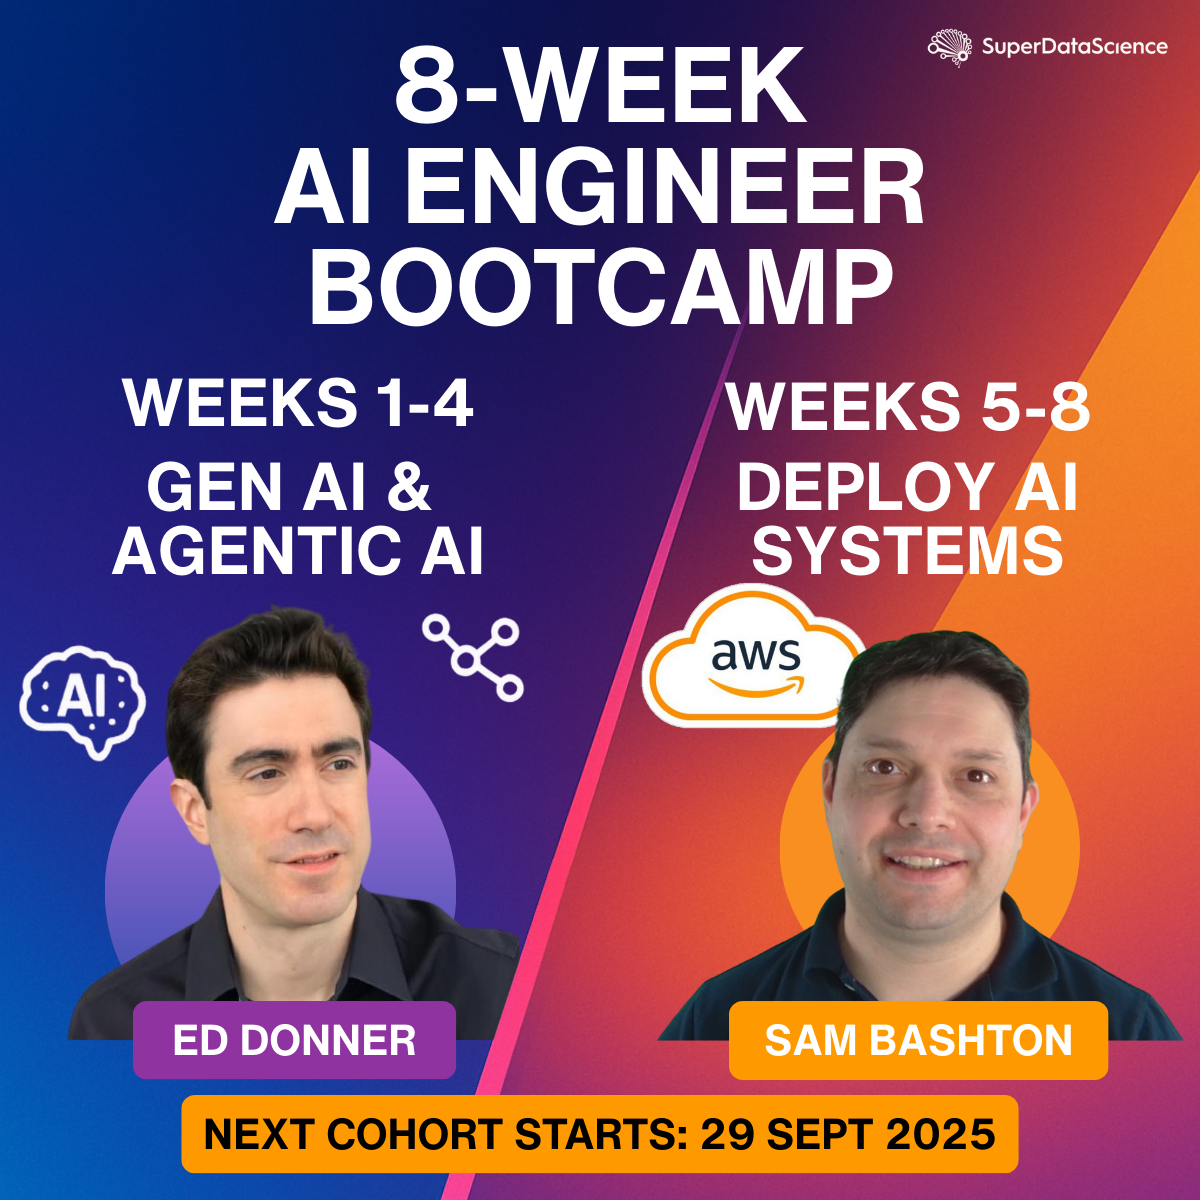 SuperDataScience
8-WEEK
AI ENGINEER
BOOTCAMP
WEEKS 1-4
GEN AI &
AGENTIC AI
AI
ED DONNER
WEEKS 5-8
DEPLOY AI
SYSTEMS
aws
SAM BASHTON
NEXT COHORT STARTS: 29 SEPT 2025